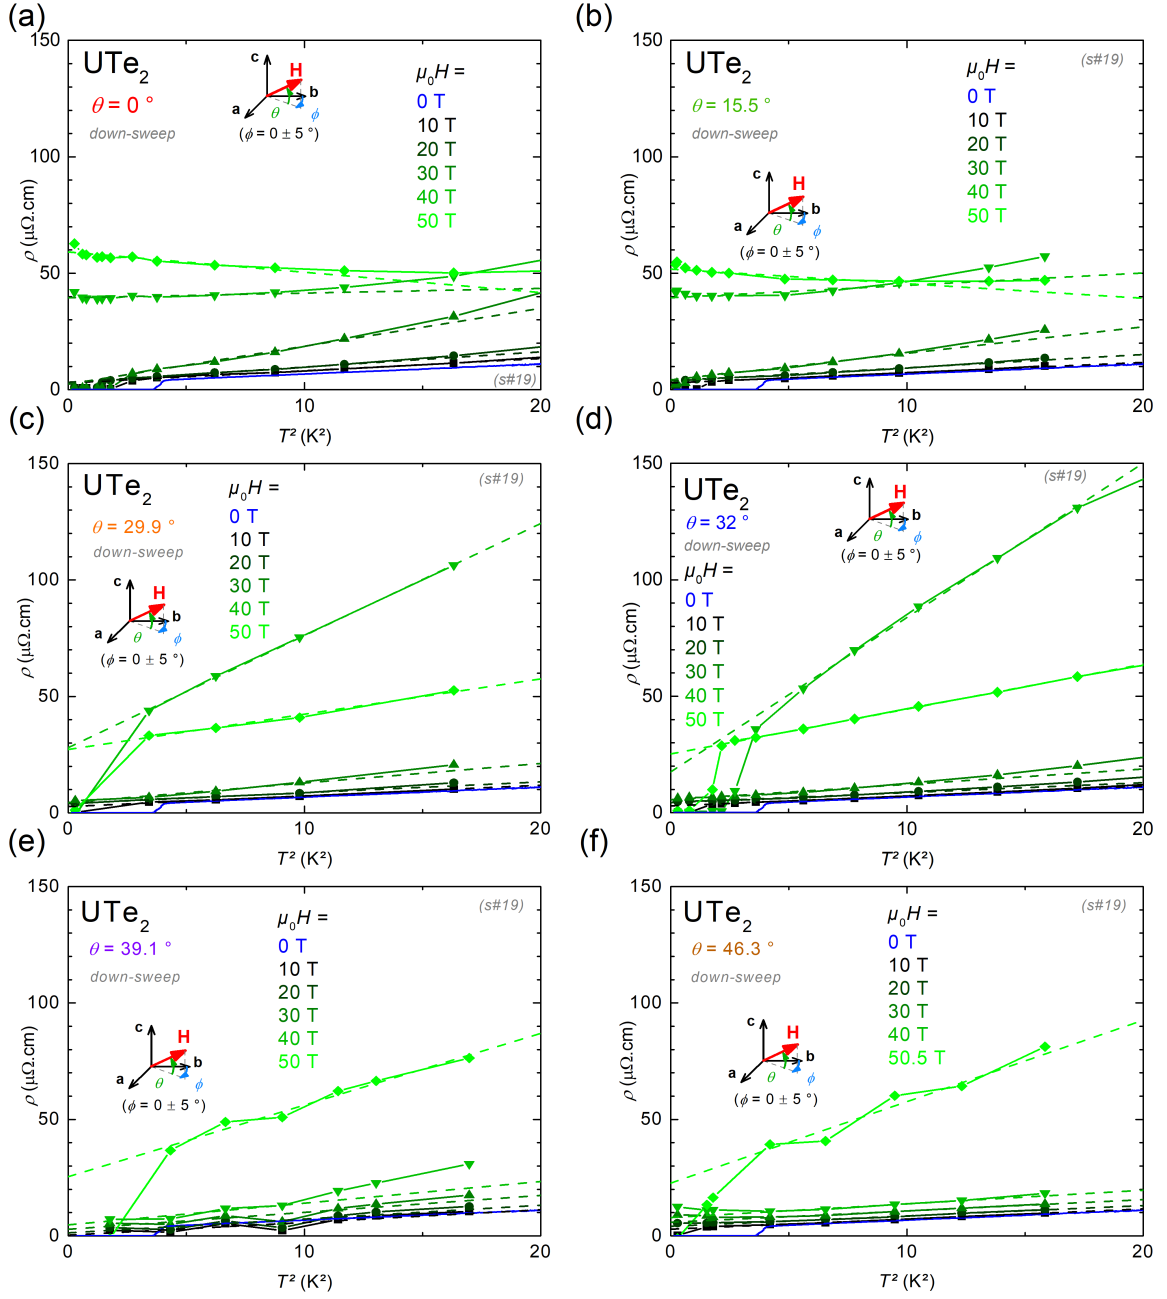 (a)
150
100
50
0
ρ (μΩ.cm)
UTe₂
θ = 0 °
down-sweep
c
H
b
a
θ
ϕ
(ϕ = 0 ± 5 °)
μ₀H =
0 T
10 T
20 T
30 T
40 T
50 T
(s#19)
0
10
20
T² (K²)
(b)
150
100
50
0
ρ (μΩ.cm)
UTe₂
θ = 15.5 °
down-sweep
c
H
b
a
θ
ϕ
(ϕ = 0 ± 5 °)
μ₀H =
0 T
10 T
20 T
30 T
40 T
50 T
(s#19)
0
10
20
T² (K²)
(c)
150
100
50
0
ρ (μΩ.cm)
UTe₂
θ = 29.9 °
down-sweep
c
H
b
a
θ
ϕ
(ϕ = 0 ± 5 °)
μ₀H =
0 T
10 T
20 T
30 T
40 T
50 T
(s#19)
0
10
20
T² (K²)
(d)
150
100
50
0
ρ (μΩ.cm)
UTe₂
θ = 32 °
down-sweep
μ₀H =
0 T
10 T
20 T
30 T
40 T
50 T
c
H
b
a
θ
ϕ
(ϕ = 0 ± 5 °)
(s#19)
0
10
20
T² (K²)
(e)
150
100
50
0
ρ (μΩ.cm)
UTe₂
θ = 39.1 °
down-sweep
c
H
b
a
θ
ϕ
(ϕ = 0 ± 5 °)
μ₀H =
0 T
10 T
20 T
30 T
40 T
50 T
(s#19)
0
10
20
T² (K²)
(f)
150
100
50
0
ρ (μΩ.cm)
UTe₂
θ = 46.3 °
down-sweep
c
H
b
a
θ
ϕ
(ϕ = 0 ± 5 °)
μ₀H =
0 T
10 T
20 T
30 T
40 T
50.5 T
(s#19)
0
10
20
T² (K²)